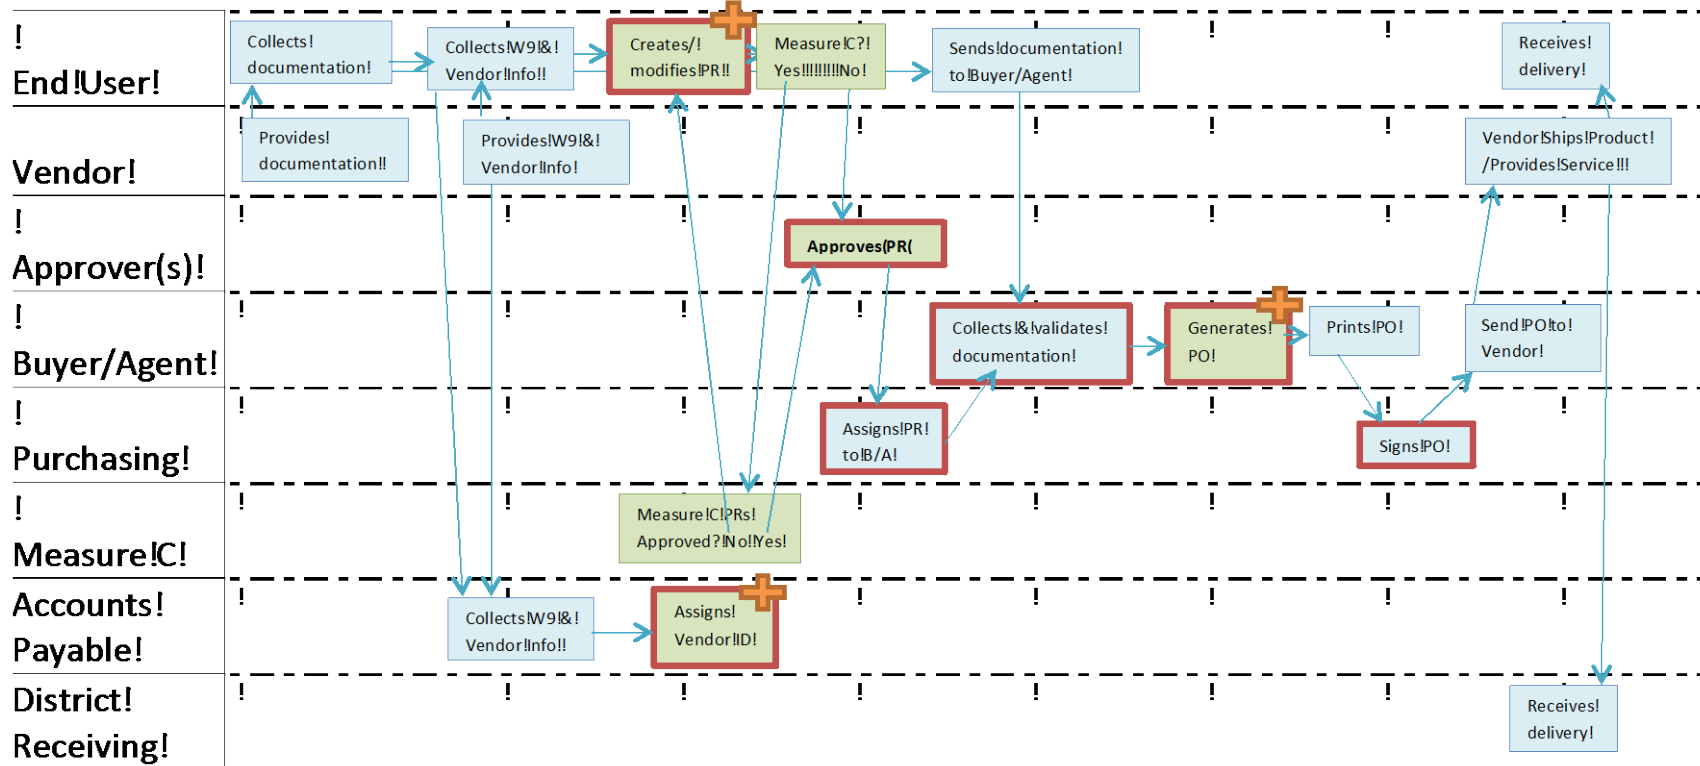 !
End!User!
Collects!
documentation!
Collects!W9!&!
Vendor!Info!!
Creates/!
modifies!PR!!
Measure!C?!
Yes!!!!!!!!!No!
Sends!documentation!
to!Buyer/Agent!
Receives!
delivery!
Vendor!
! ! ! ! ! ! ! !
Provides!
documentation!!
Provides!W9!&!
Vendor!Info!
Vendor!Ships!Product!
/Provides!Service!!!
!
Approver(s)!
! ! ! ! ! ! ! !
Approves(PR(
!
Buyer/Agent!
! ! ! ! ! ! ! !
Collects!&!validates!
documentation!
Generates!
PO!
Prints!PO!
Send!PO!to!
Vendor!
!
Purchasing!
! ! ! ! ! ! ! !
Assigns!PR!
to!B/A!
Signs!PO!
!
Measure!C!
! ! ! ! ! ! ! !
Measure!C!PRs!
Approved?!No!!Yes!
Accounts!
Payable!
! ! ! ! ! ! ! !
Collects!W9!&!
Vendor!Info!!
Assigns!
Vendor!ID!
District!
Receiving!
! ! ! ! ! ! ! !
Receives!
delivery!